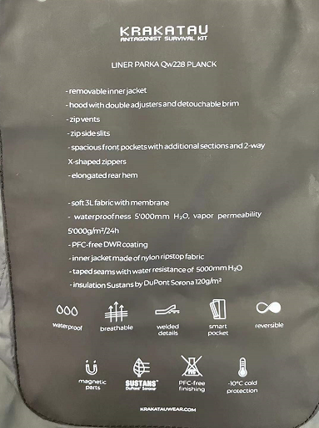 KRAKATAU
ANTAGONIST SURVIVAL KIT
LINER PARKA Qw228 PLANCK
- removable inner jacket
- hood with double adjusters and detouchable brim
- zip vents
- zip side slits
- spacious front pockets with additional sections and 2-way
X-shaped zippers
- elongated rear hem
- soft 3L fabric with membrane
- waterproofness 5'000mm H₂O, vapor permeability
5'000g/m²/24h
- PFC-free DWR coating
- inner jacket made of nylon ripstop fabric
- taped seams with water resistance of 5000mm H₂O
- insulation Sustans by DuPont Sorona 120g/m²
waterproof
breathable
welded
details
smart
pocket
reversible
magnetic
parts
SUSTANS
DuPont Sorona
PFC-free
finishing
-10°C cold
protection
KRAKATAUWEAR.COM